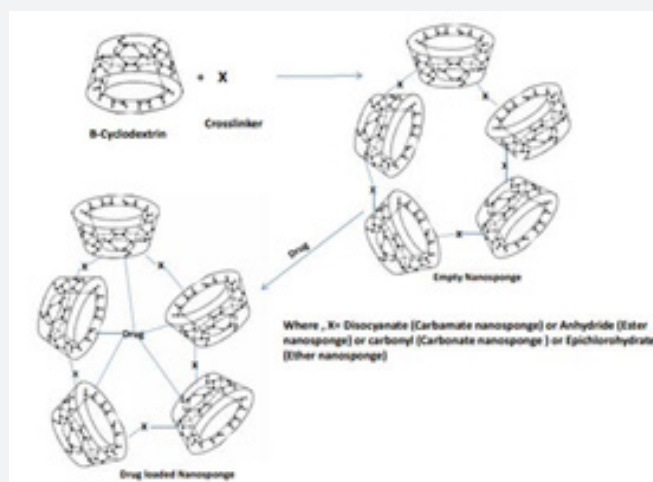 + X
B-Cyclodextrin
Crosslinker
X
X
X
X
X
Empty Nanosponge
Drug
X
X
Drug
X
X
X
Drug loaded Nanosponge
Where , X= Disocyanate (Carbamate nanosponge) or Anhydride (Ester
nanosponge) or carbonyl (Carbonate nanosponge ) or Epichlorohydrate
(Ether nanosponge)